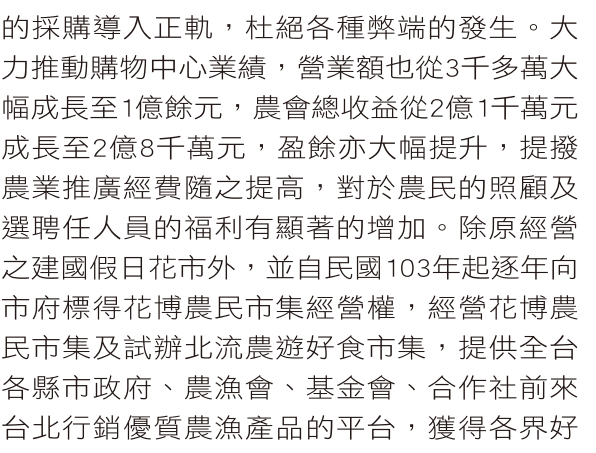 的採購導入正軌，杜絕各種弊端的發生。大
力推動購物中心業績，營業額也從3千多萬大
幅成長至1億餘元，農會總收益從2億1千萬元
成長至2億8千萬元，盈餘亦大幅提升，提撥
農業推廣經費隨之提高，對於農民的照顧及
選聘任人員的福利有顯著的增加。除原經營
之建國假日花市外，並自民國103年起逐年向
市府標得花博農民市集經營權，經營花博農
民市集及試辦北流農遊好食市集，提供全台
各縣市政府、農漁會、基金會、合作社前來
台北行銷優質農漁產品的平台，獲得各界好